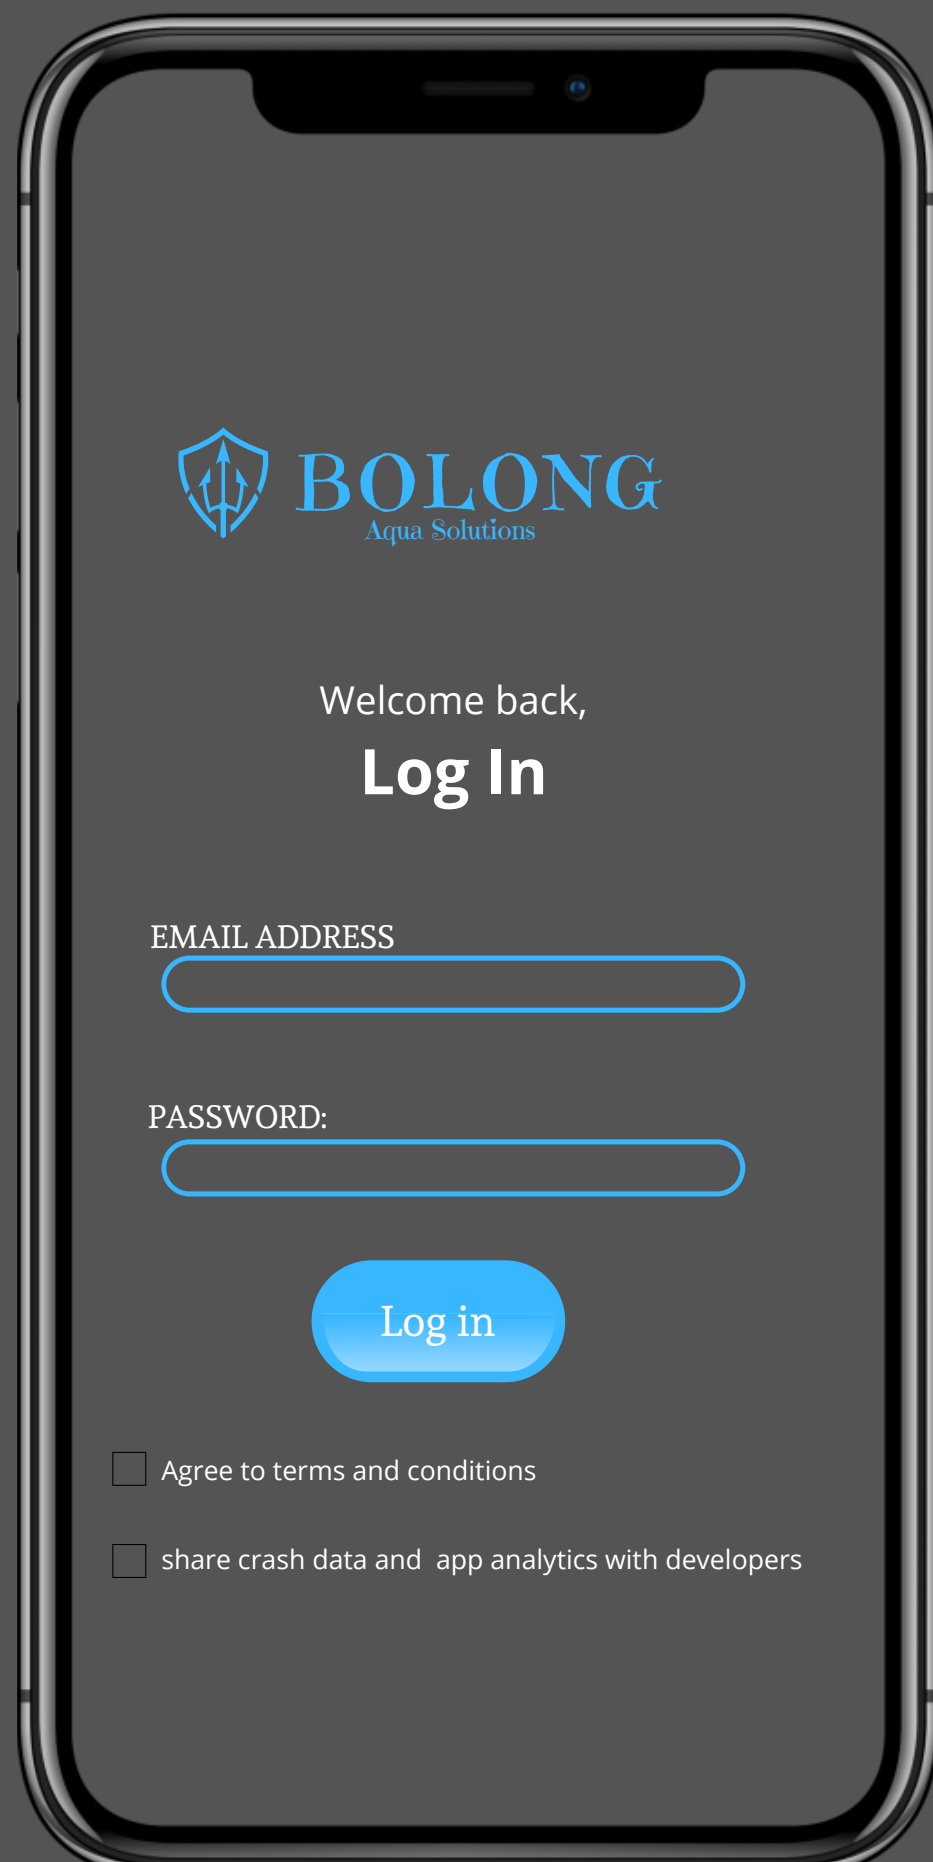 BOLONG
Aqua Solutions
Welcome back,
Log In
EMAIL ADDRESS
PASSWORD:
Log in
Agree to terms and conditions
share crash data and  app analytics with developers